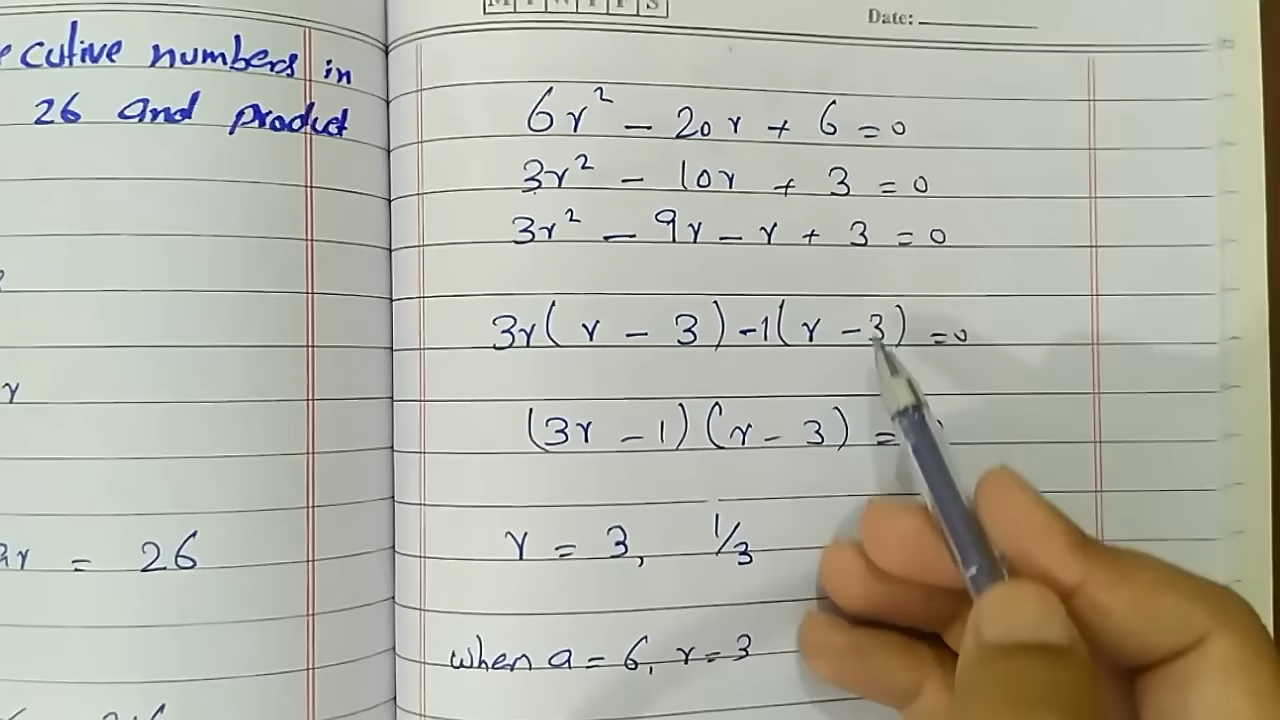 cutive numbers in
26 and product
r
= 26
Date:
6r² - 20r + 6 = 0
3r² - 10r + 3 = 0
3r² - 9r - r + 3 = 0
3r(r - 3) -1(r - 3) = 0
(3r - 1)(r - 3) =
r = 3, 1/3
when a = 6, r = 3